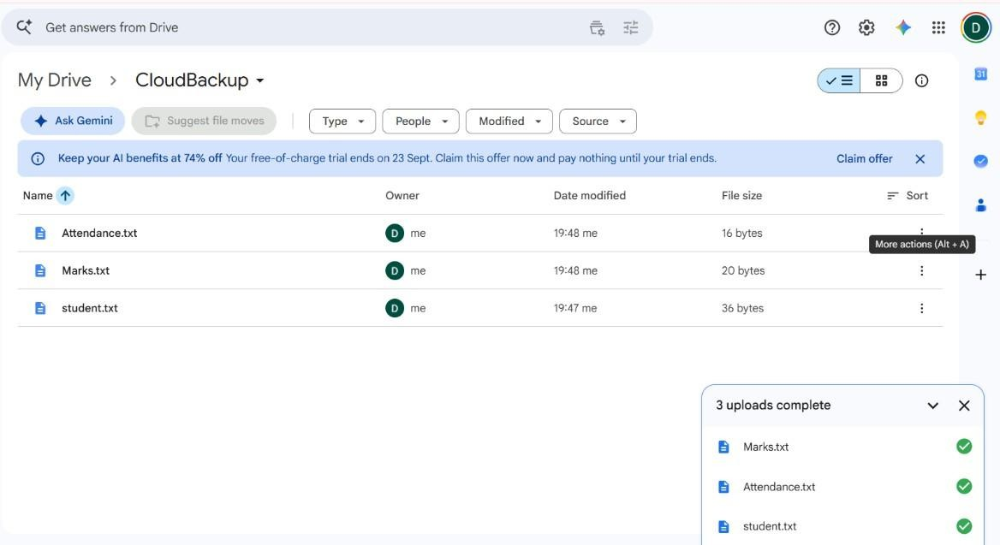 Get answers from Drive
D
My Drive > CloudBackup
31
Ask Gemini Suggest file moves Type People Modified Source
Keep your AI benefits at 74% off Your free-of-charge trial ends on 23 Sept. Claim this offer now and pay nothing until your trial ends. Claim offer
Name Owner Date modified File size Sort
Attendance.txt D me 19:48 me 16 bytes
More actions (Alt + A)
Marks.txt D me 19:48 me 20 bytes
student.txt D me 19:47 me 36 bytes
3 uploads complete
Marks.txt
Attendance.txt
student.txt